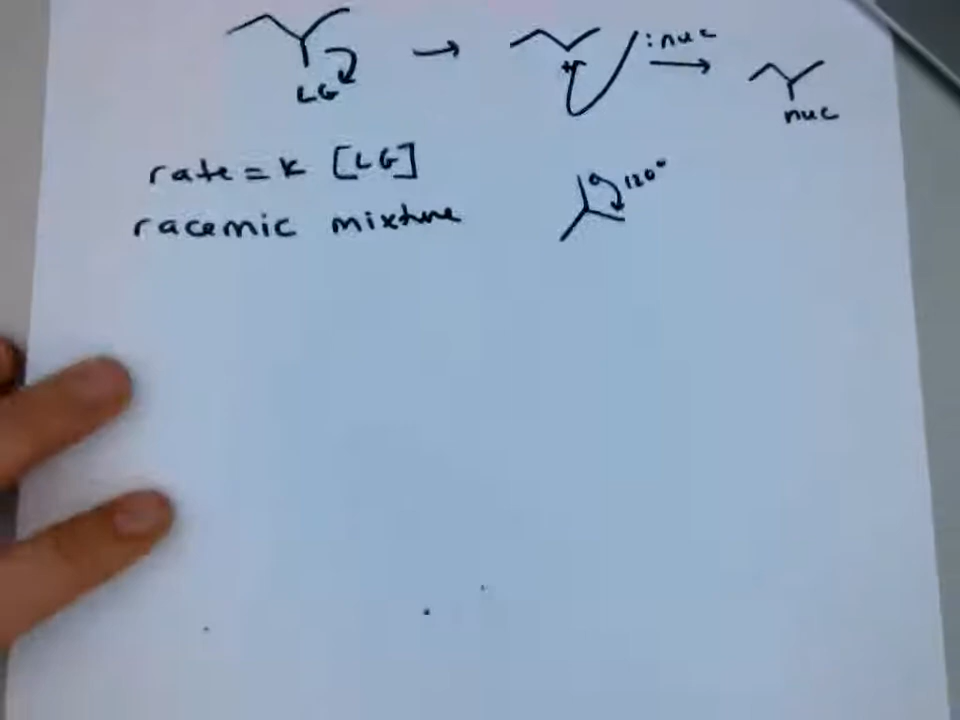 LG
+
:nuc
nuc
rate = k [LG]
120°
racemic mixture